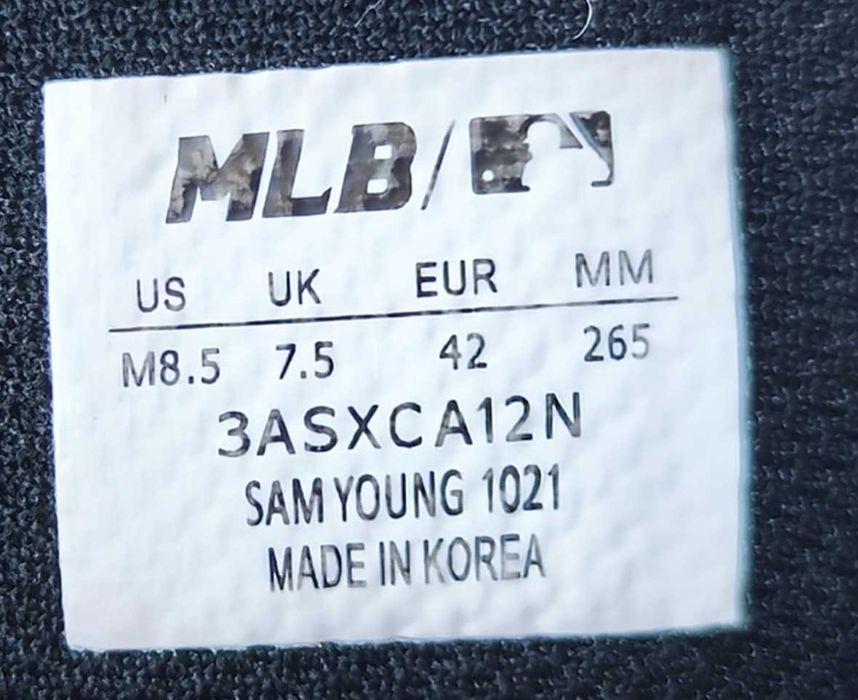 MLB/
US UK EUR MM
M8.5 7.5 42 265
3ASXCA12N
SAM YOUNG 1021
MADE IN KOREA